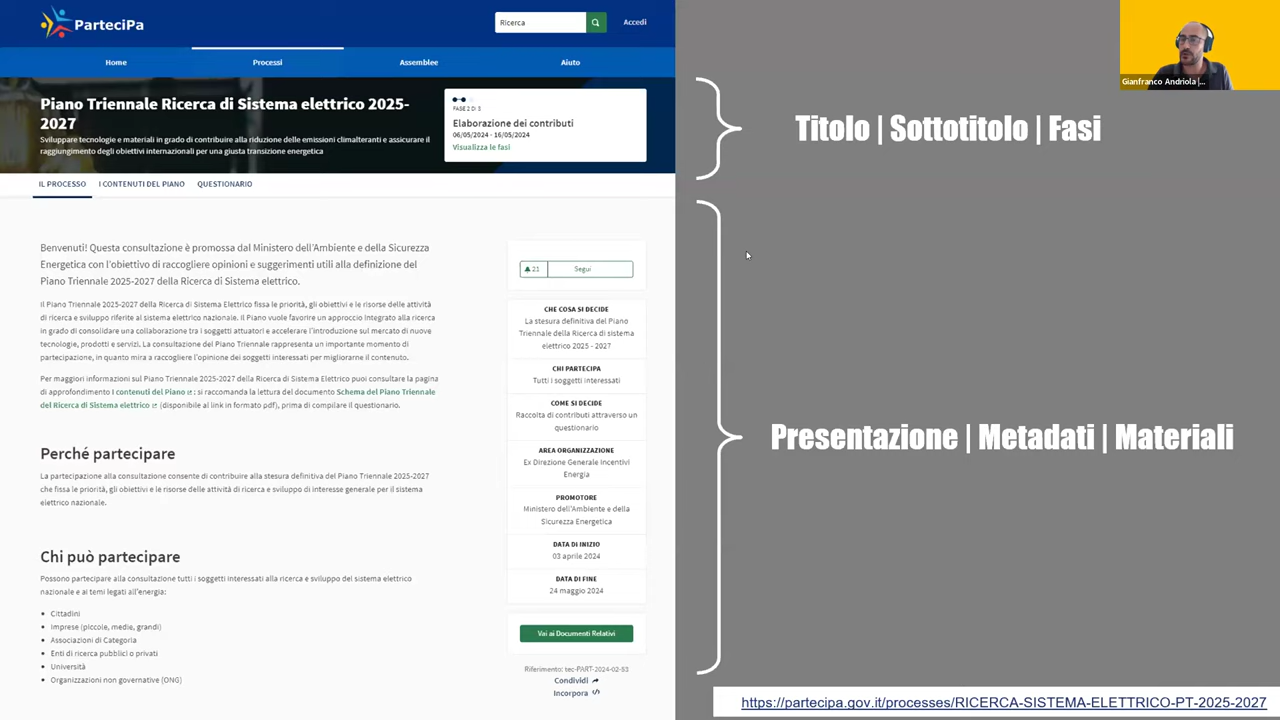 ParteciPa
Ricerca
Accedi
Home
Processi
Assemblee
Aiuto
Piano Triennale Ricerca di Sistema elettrico 2025-
2027
Sviluppare tecnologie e materiali in grado di contribuire alla riduzione delle emissioni climalteranti e assicurare il
raggiungimento degli obiettivi internazionali per una giusta transizione energetica
FASE 2 DI 3
Elaborazione dei contributi
06/05/2024 - 16/05/2024
Visualizza le fasi
IL PROCESSO
I CONTENUTI DEL PIANO
QUESTIONARIO
Benvenuti! Questa consultazione è promossa dal Ministero dell'Ambiente e della Sicurezza
Energetica con l'obiettivo di raccogliere opinioni e suggerimenti utili alla definizione del
Piano Triennale 2025-2027 della Ricerca di Sistema elettrico.
Il Piano Triennale 2025-2027 della Ricerca di Sistema Elettrico fissa le priorità, gli obiettivi e le risorse delle attività
di ricerca e sviluppo riferite al sistema elettrico nazionale. Il Piano vuole favorire un approccio integrato alla ricerca
in grado di consolidare una collaborazione tra i soggetti attuatori e accelerare l'introduzione sul mercato di nuove
tecnologie, prodotti e servizi. La consultazione del Piano Triennale rappresenta un importante momento di
partecipazione, in quanto mira a raccogliere l'opinione dei soggetti interessati per migliorarne il contenuto.
Per maggiori informazioni sul Piano Triennale 2025-2027 della Ricerca di Sistema Elettrico puoi consultare la pagina
di approfondimento I contenuti del Piano : si raccomanda la lettura del documento Schema del Piano Triennale
del Ricerca di Sistema elettrico (disponibile al link in formato pdf), prima di compilare il questionario.
Perché partecipare
La partecipazione alla consultazione consente di contribuire alla stesura definitiva del Piano Triennale 2025-2027
che fissa le priorità, gli obiettivi e le risorse delle attività di ricerca e sviluppo di interesse generale per il sistema
elettrico nazionale.
Chi può partecipare
Possono partecipare alla consultazione tutti i soggetti interessati alla ricerca e sviluppo del sistema elettrico
nazionale e ai temi legati all'energia:
Cittadini
Imprese (piccole, medie, grandi)
Associazioni di Categoria
Enti di ricerca pubblici o privati
Università
Organizzazioni non governative (ONG)
21
Segui
CHE COSA SI DECIDE
La stesura definitiva del Piano
Triennale della Ricerca di sistema
elettrico 2025 - 2027
CHI PARTECIPA
Tutti i soggetti interessati
COME SI DECIDE
Raccolta di contributi attraverso un
questionario
AREA ORGANIZZAZIONE
Ex Direzione Generale Incentivi
Energia
PROMOTORE
Ministero dell'Ambiente e della
Sicurezza Energetica
DATA DI INIZIO
03 aprile 2024
DATA DI FINE
24 maggio 2024
Vai ai Documenti Relativi
Riferimento: tec-PART-2024-02-83
Condividi
Incorpora
Titolo | Sottotitolo | Fasi
Presentazione | Metadati | Materiali
Gianfranco Andriola |...
https://partecipa.gov.it/processes/RICERCA-SISTEMA-ELETTRICO-PT-2025-2027